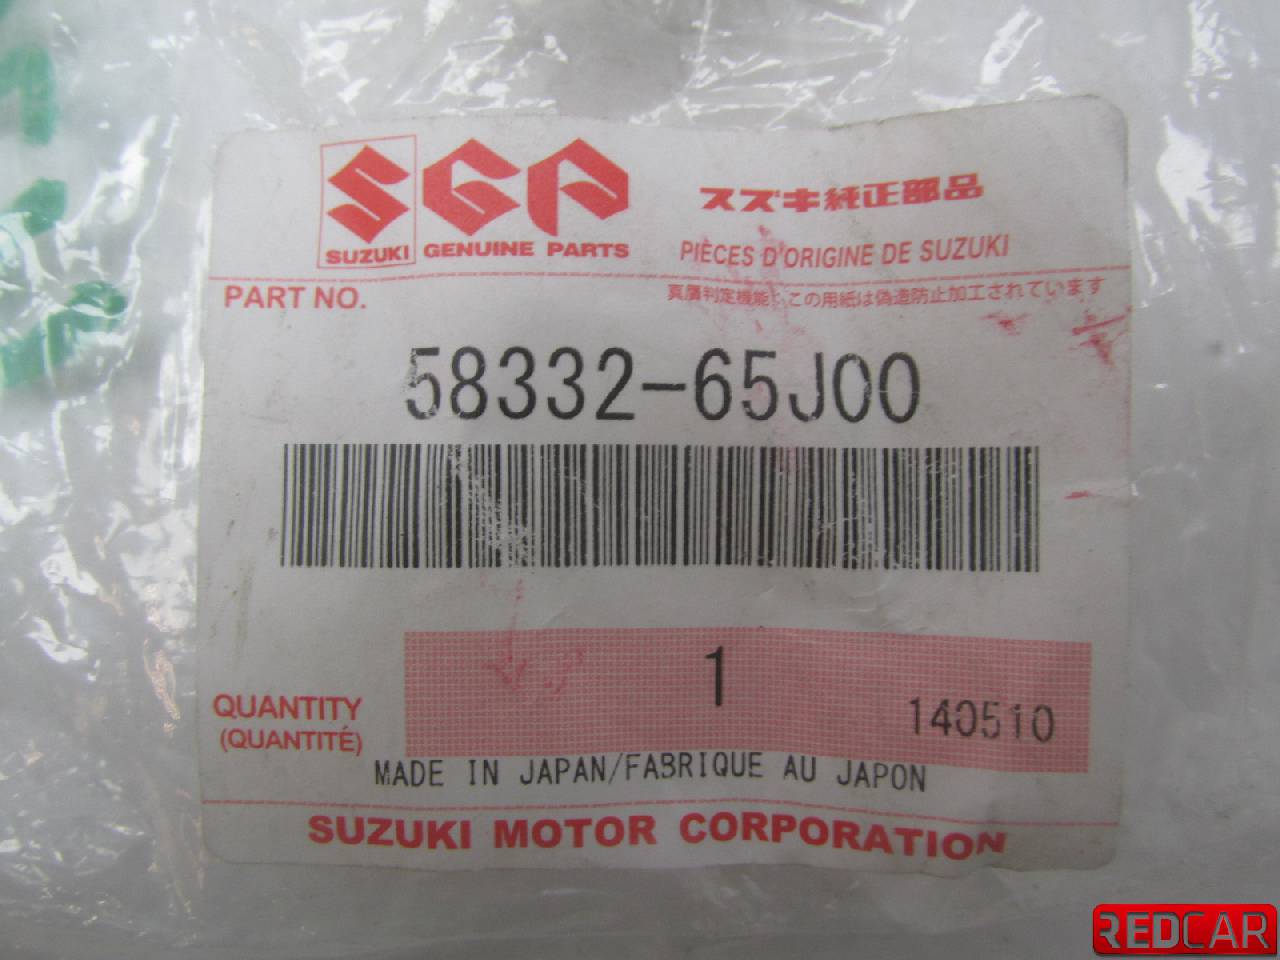 SGP
SUZUKI GENUINE PARTS
スズキ純正部品
PIÈCES D'ORIGINE DE SUZUKI
PART NO.
真贋判定機能:この用紙は偽造防止加工されています
58332-65J00
1
QUANTITY
(QUANTITÉ)
140510
MADE IN JAPAN/FABRIQUE AU JAPON
SUZUKI MOTOR CORPORATION
REDCAR